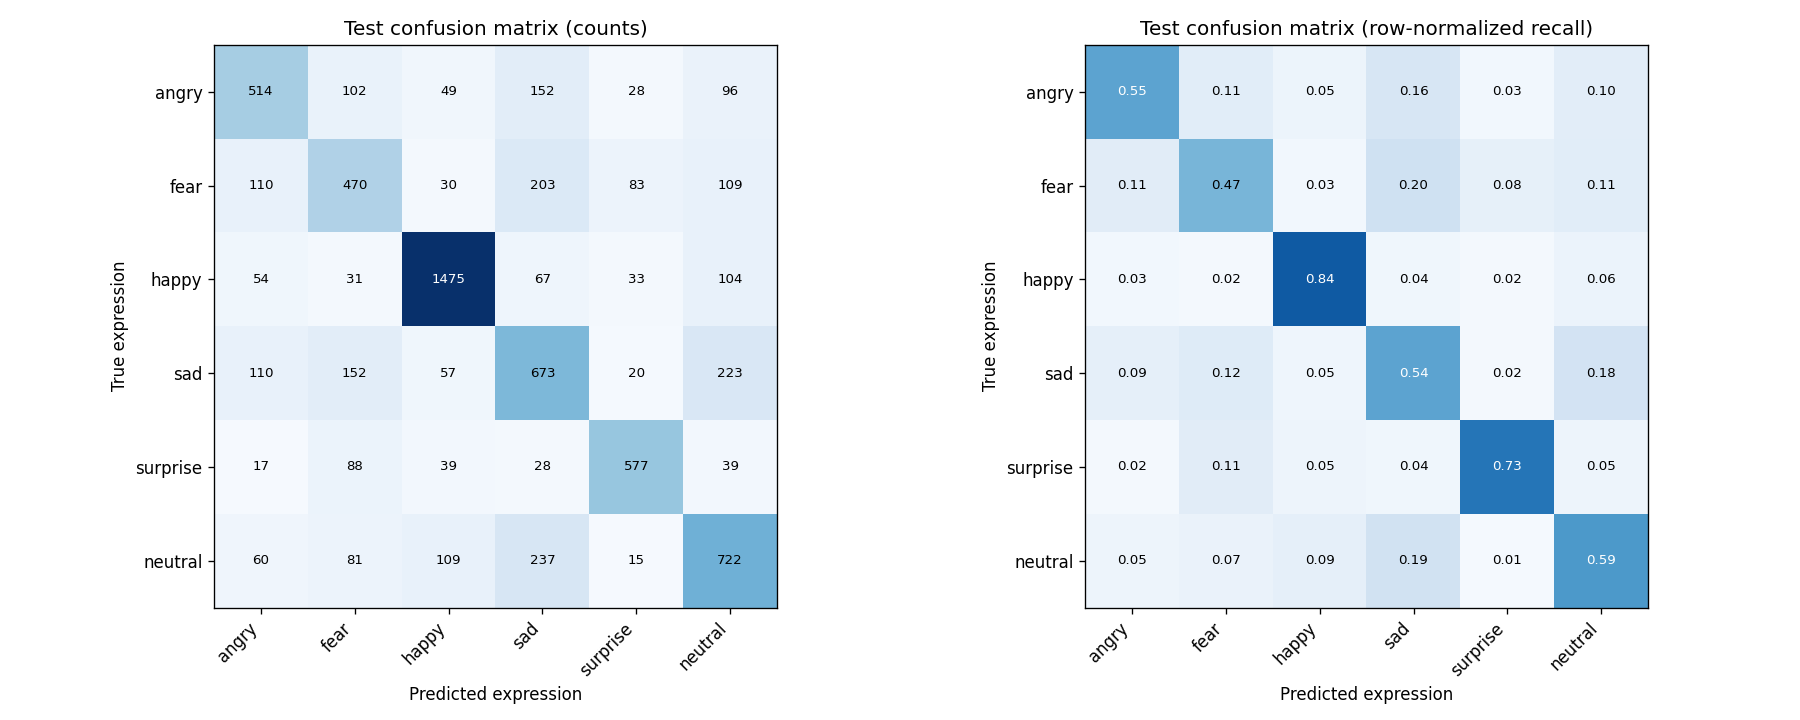 Test confusion matrix (counts)
True expression
angry 514 102 49 152 28 96
fear 110 470 30 203 83 109
happy 54 31 1475 67 33 104
sad 110 152 57 673 20 223
surprise 17 88 39 28 577 39
neutral 60 81 109 237 15 722
angry fear happy sad surprise neutral
Predicted expression
Test confusion matrix (row-normalized recall)
True expression
angry 0.55 0.11 0.05 0.16 0.03 0.10
fear 0.11 0.47 0.03 0.20 0.08 0.11
happy 0.03 0.02 0.84 0.04 0.02 0.06
sad 0.09 0.12 0.05 0.54 0.02 0.18
surprise 0.02 0.11 0.05 0.04 0.73 0.05
neutral 0.05 0.07 0.09 0.19 0.01 0.59
angry fear happy sad surprise neutral
Predicted expression